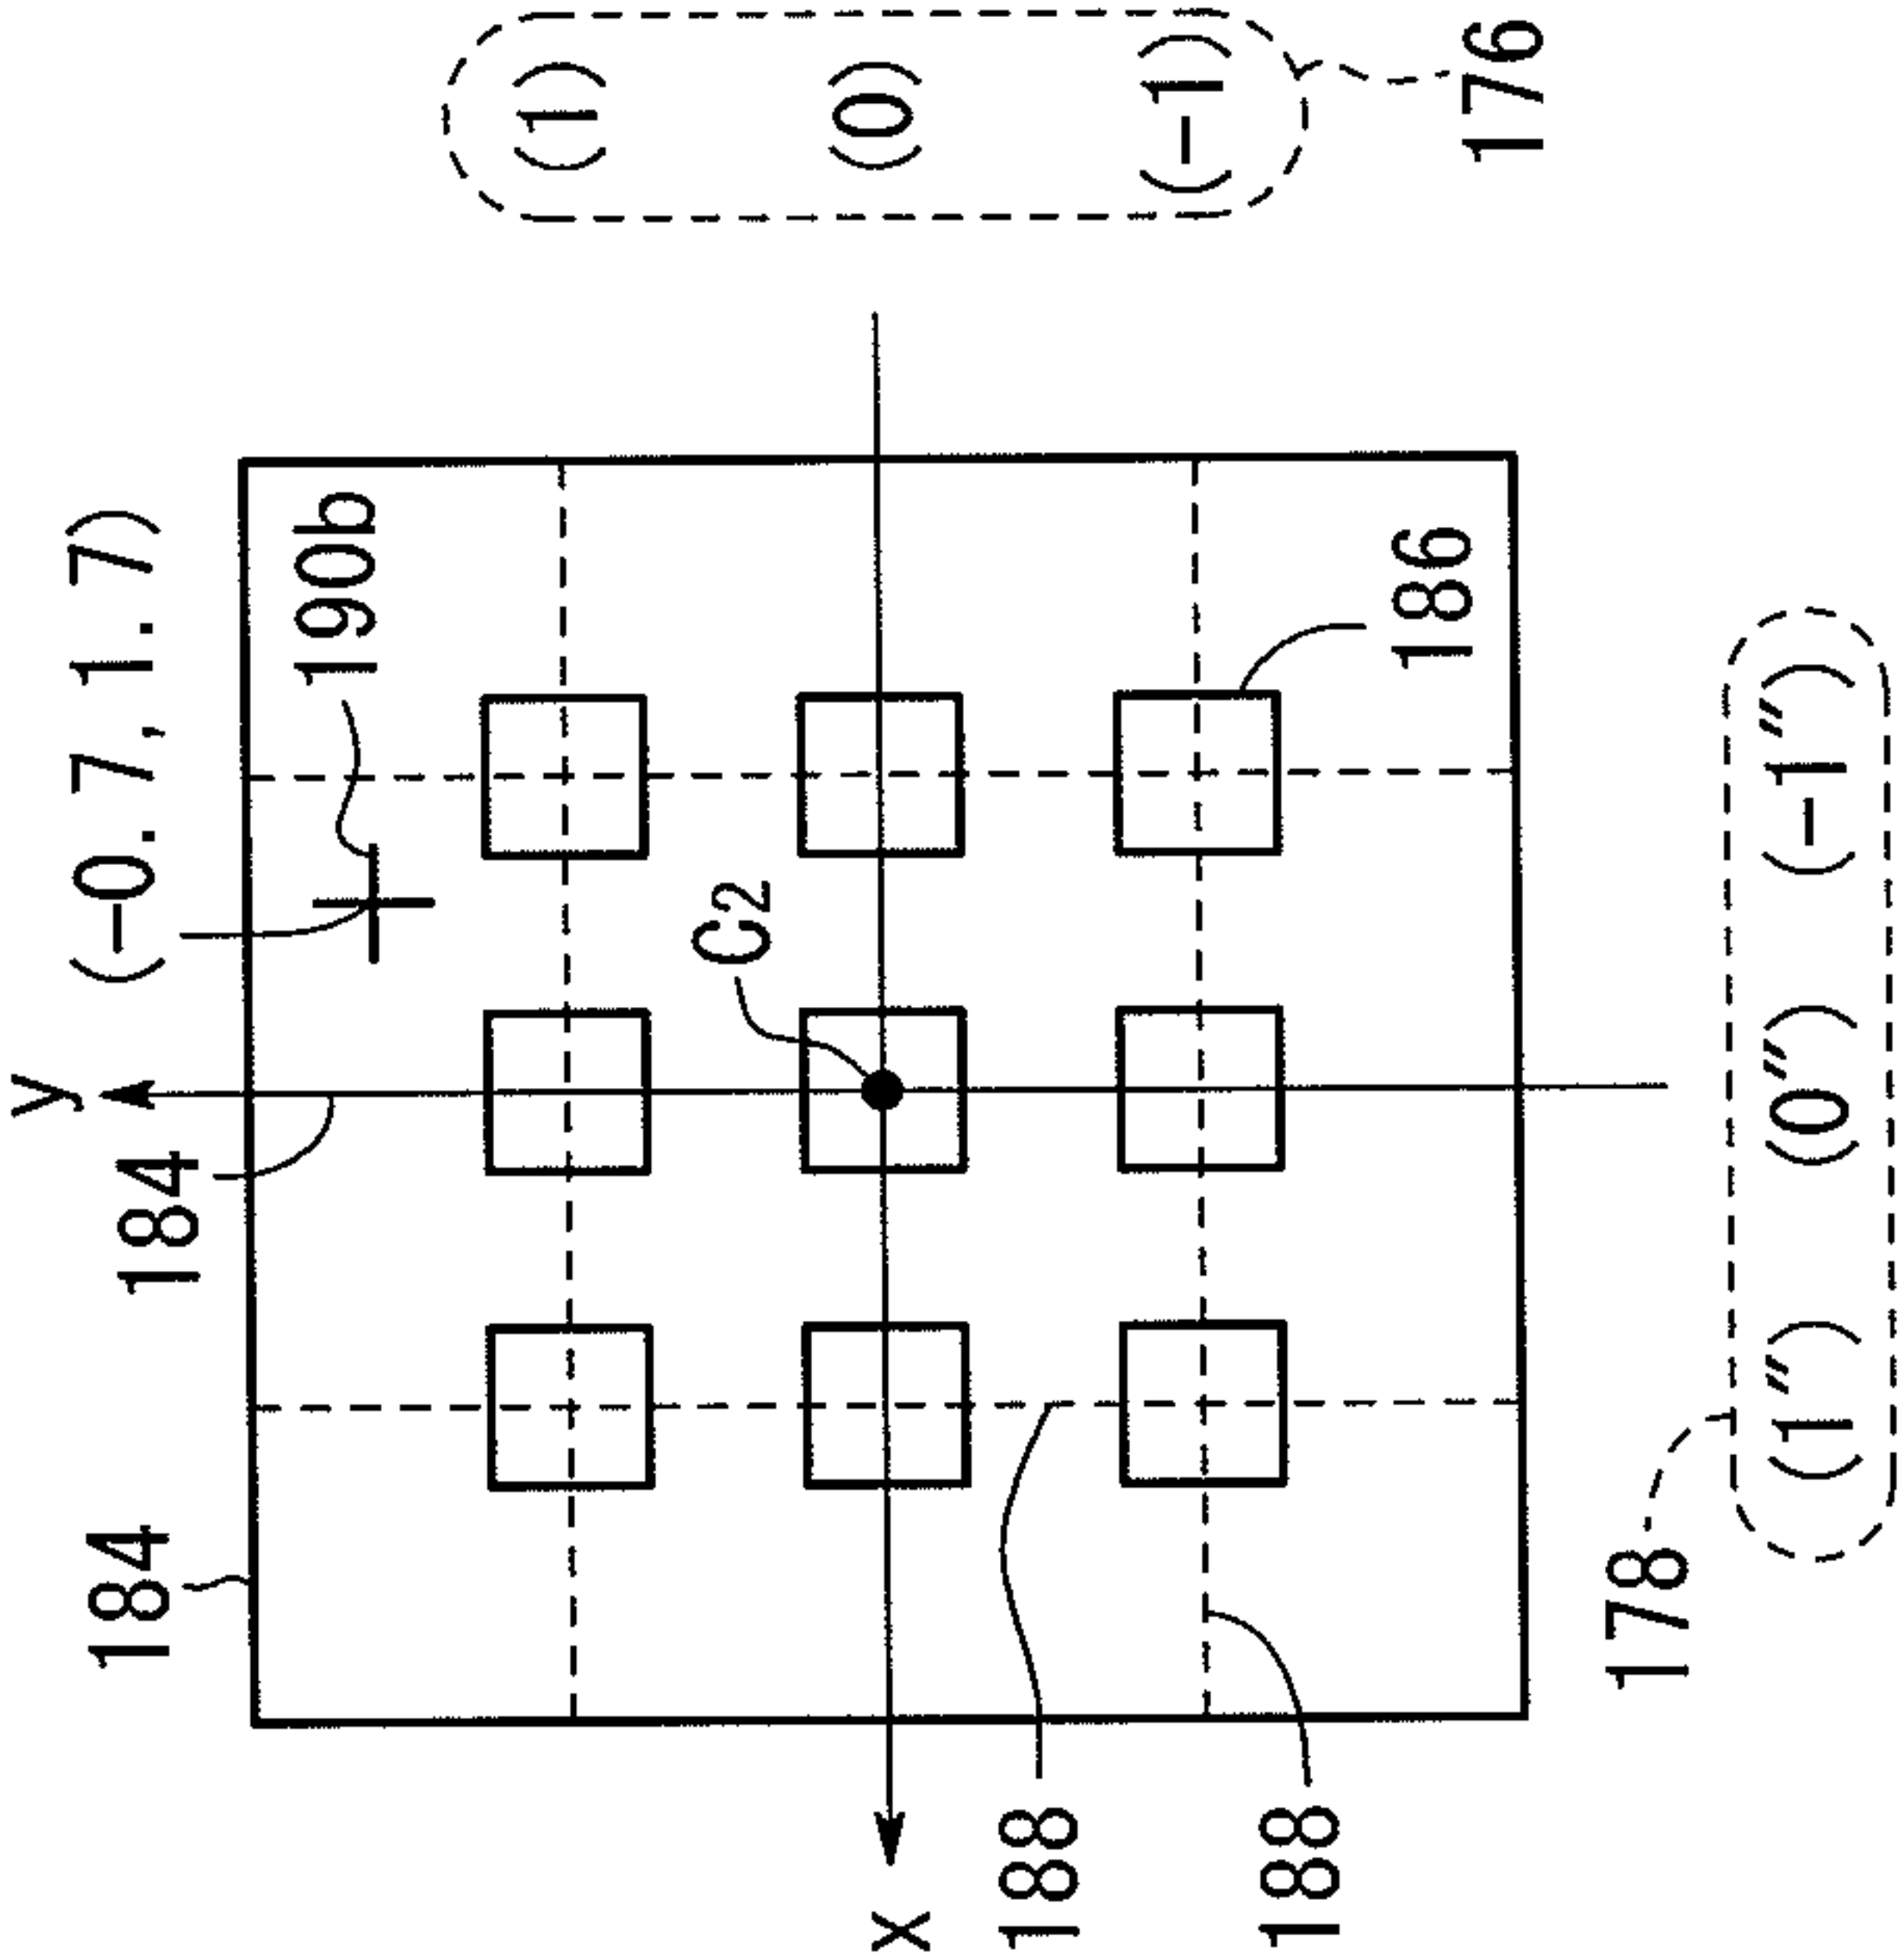 y
184
184
(-0.7,1.7)
190b
(1)
C2
x
(0)
188
(-1)
188
186
176
178
(1") (0") (-1")